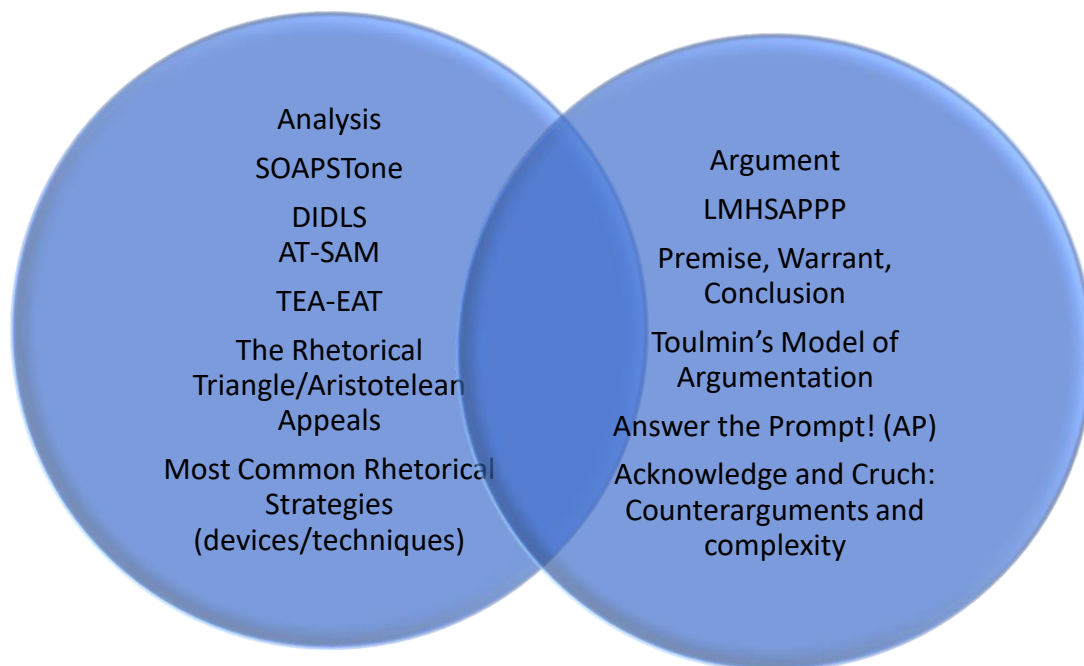 Analysis
SOAPSTone
DIDLS
AT-SAM
TEA-EAT
The Rhetorical
Triangle/Aristotelean
Appeals
Most Common Rhetorical
Strategies
(devices/techniques)
Argument
LMHSAPPP
Premise, Warrant,
Conclusion
Toulmin’s Model of
Argumentation
Answer the Prompt! (AP)
Acknowledge and Cruch:
Counterarguments and
complexity